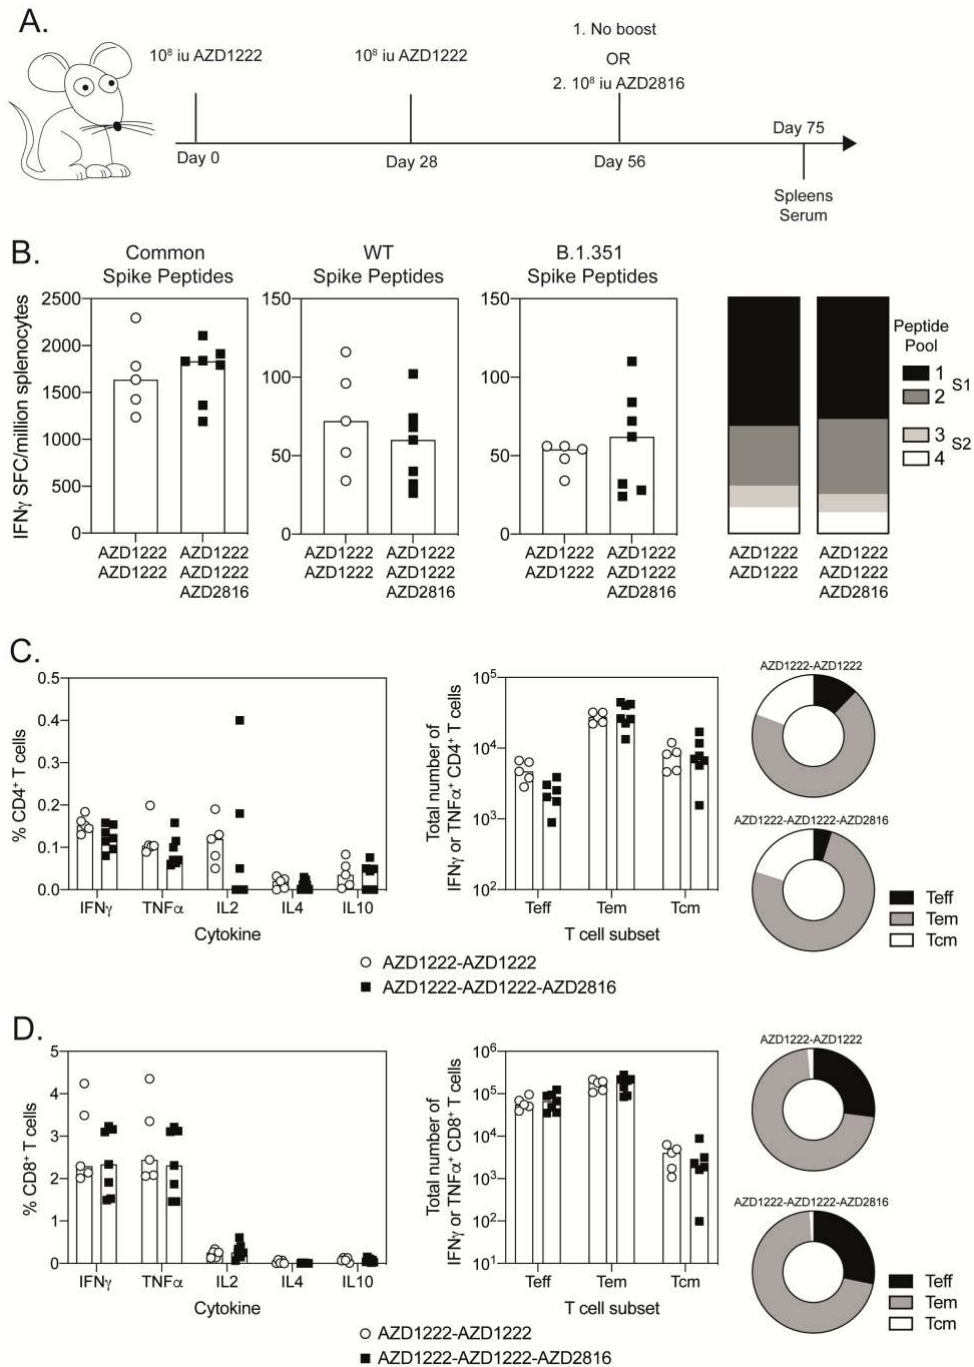 A.
10⁸ iu AZD1222
10⁸ iu AZD1222
1. No boost
OR
2. 10⁸ iu AZD2816
Day 0
Day 28
Day 56
Day 75
Spleens
Serum
B.
Common
Spike Peptides
WT
Spike Peptides
B.1.351
Spike Peptides
IFNγ SFC/million splenocytes
2500
2000
1500
1000
500
0
150
100
50
0
150
100
50
0
AZD1222
AZD1222
AZD1222
AZD1222
AZD2816
AZD1222
AZD1222
AZD1222
AZD1222
AZD2816
AZD1222
AZD1222
AZD1222
AZD1222
AZD2816
AZD1222
AZD1222
AZD1222
AZD1222
AZD2816
Peptide
Pool
1
2
S1
3
4
S2
C.
% CD4⁺ T cells
0.5
0.4
0.3
0.2
0.1
0.0
IFNγ TNFα IL2 IL4 IL10
Cytokine
Total number of
IFNγ or TNFα⁺ CD4⁺ T cells
10⁵
10⁴
10³
10²
Teff Tem Tcm
T cell subset
AZD1222-AZD1222
AZD1222-AZD1222-AZD2816
Teff
Tem
Tcm
AZD1222-AZD1222
AZD1222-AZD1222-AZD2816
D.
% CD8⁺ T cells
5
4
3
2
1
0
IFNγ TNFα IL2 IL4 IL10
Cytokine
Total number of
IFNγ or TNFα⁺ CD8⁺ T cells
10⁶
10⁵
10⁴
10³
10²
10¹
Teff Tem Tcm
T cell subset
AZD1222-AZD1222
AZD1222-AZD1222-AZD2816
Teff
Tem
Tcm
AZD1222-AZD1222
AZD1222-AZD1222-AZD2816